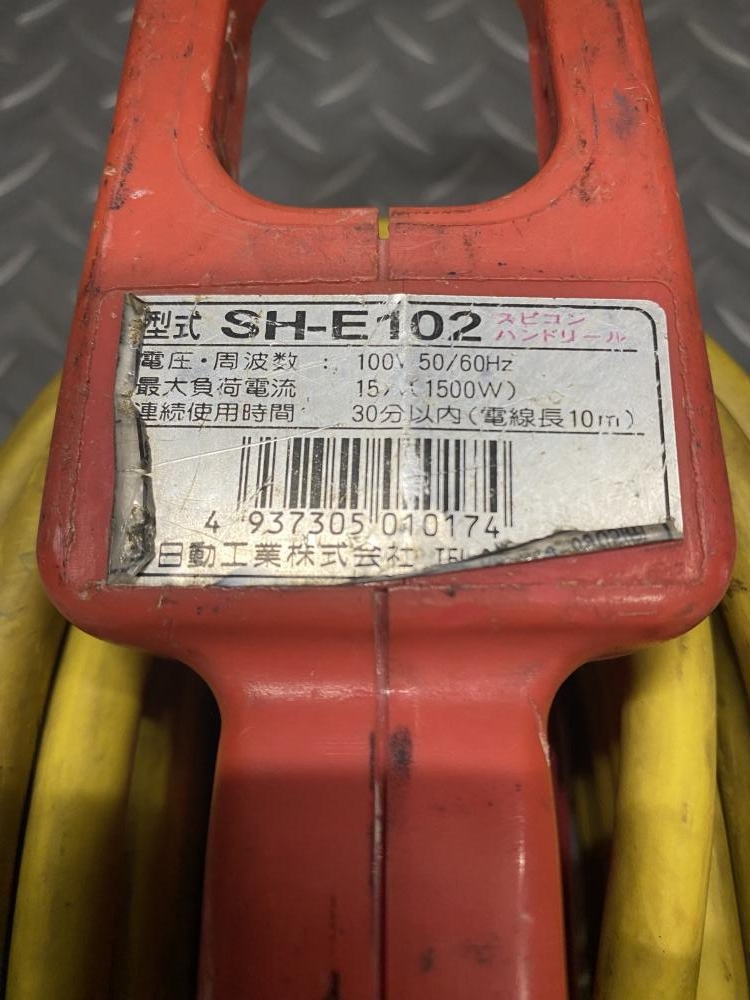 型式 SH-E102 スピコン ハンドリール
電圧・周波数 : 100V 50/60Hz
最大負荷電流 15A(1500W)
連続使用時間 30分以内(電線長10m)
4 937305 010174
日動工業株式会社 TEL